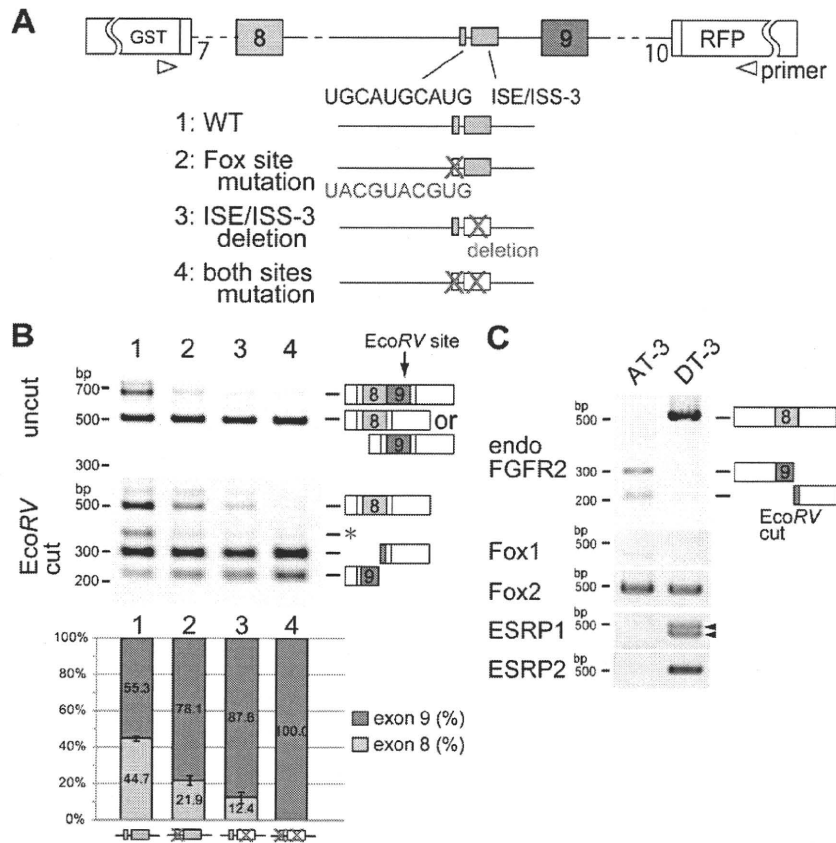 A
GST 7 8 9 10 RFP
primer
UGCAUGCAUG ISE/ISS-3
1: WT
2: Fox site
mutation
UACGUACGUG
3: ISE/ISS-3
deletion
deletion
4: both sites
mutation
B
1 2 3 4
EcoRV site
uncut
bp
700
500
300
8 9
8 or
9
EcoRV
cut
bp
500
300
200
8
*
9
1 2 3 4
100%
80%
60%
40%
20%
0%
55.3 78.1 87.6 100.0
44.7 21.9 12.4
exon 9 (%)
exon 8 (%)
C
AT-3 DT-3
endo
FGFR2
bp
500
300
200
8
9
EcoRV
cut
Fox1 bp 500
Fox2 bp 500
ESRP1 bp 500
ESRP2 bp 500